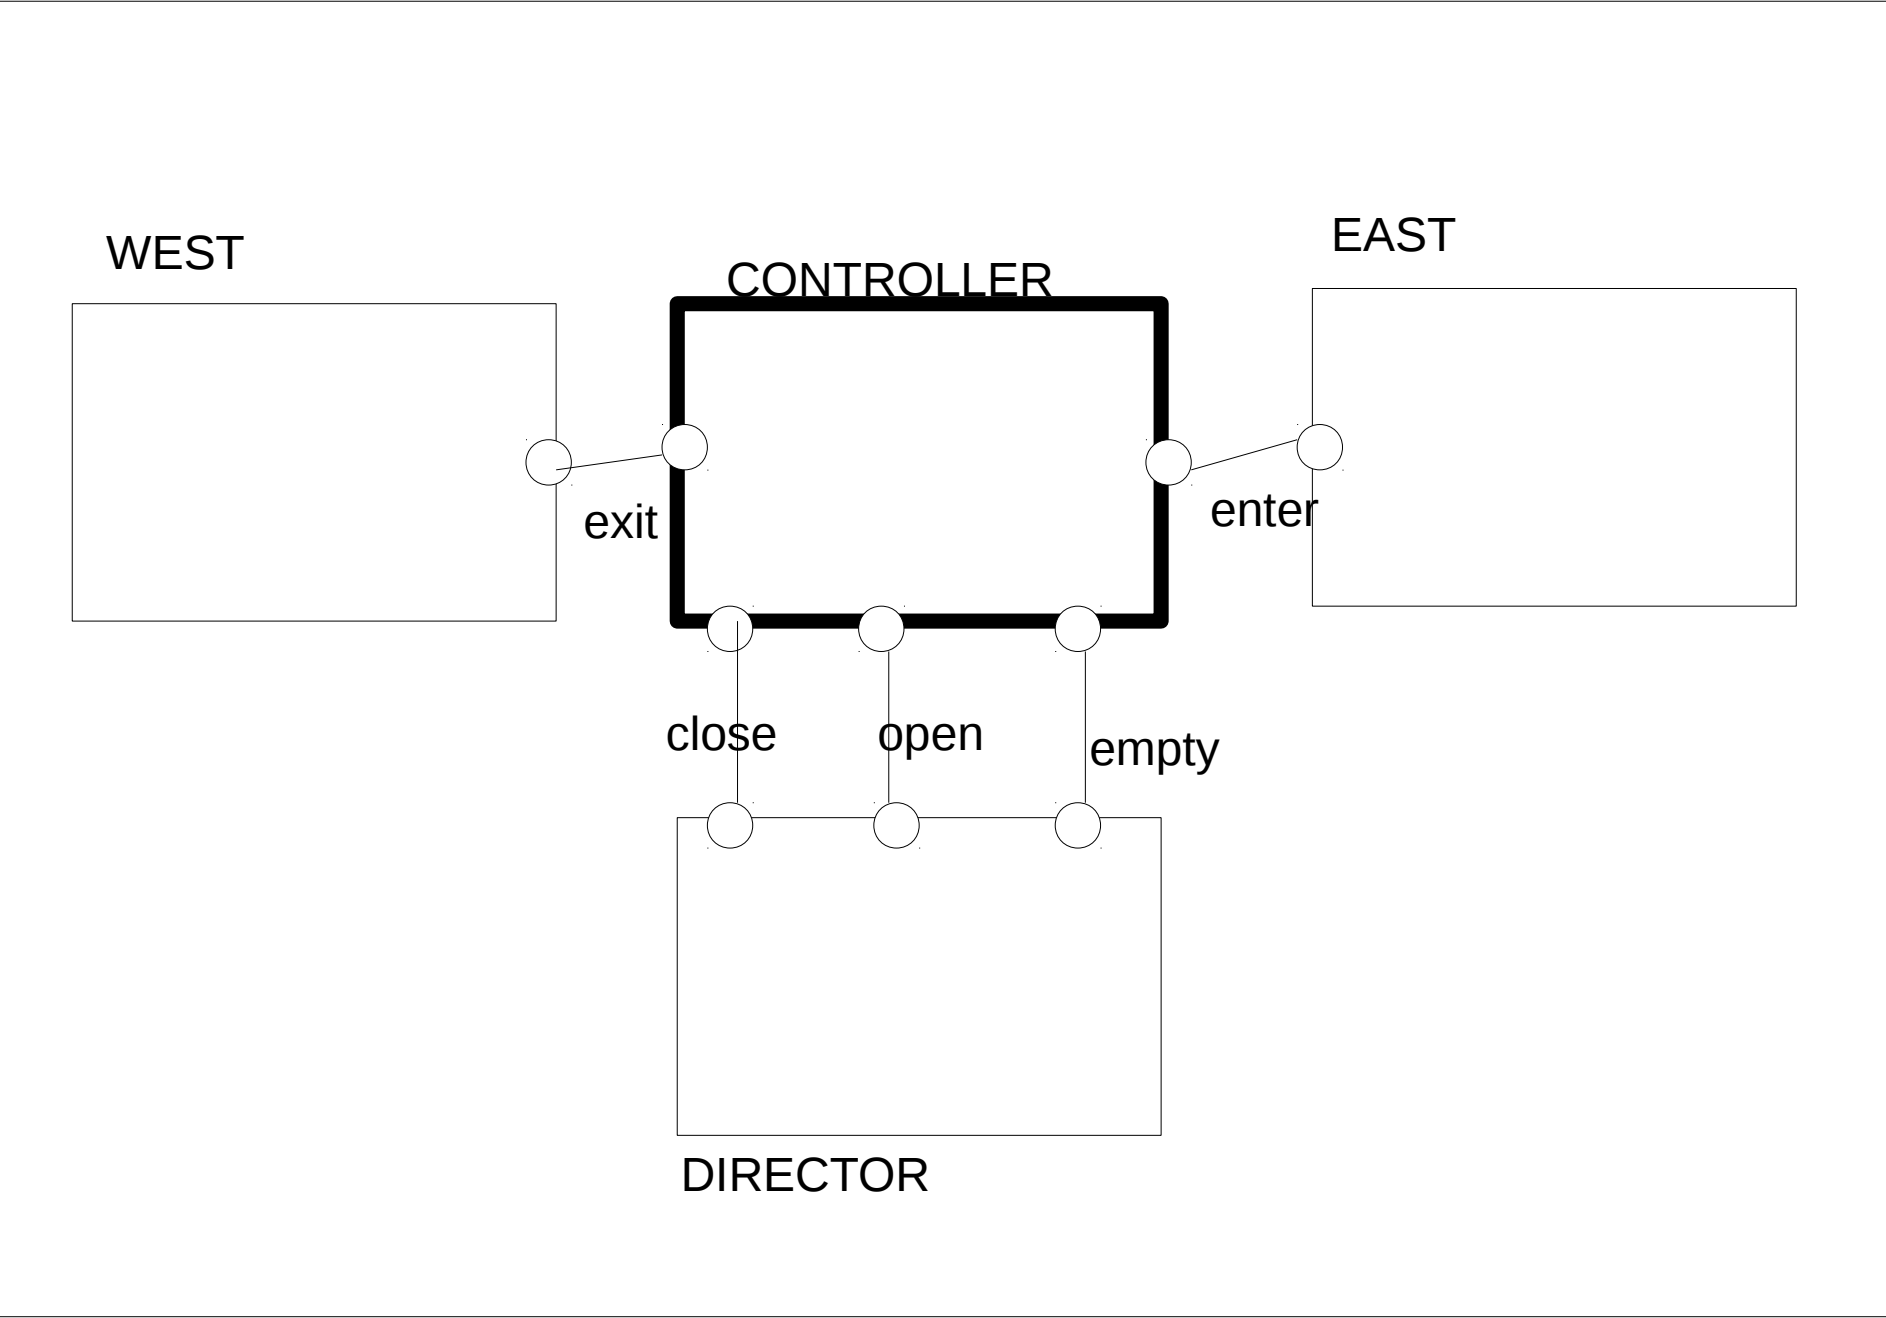 WEST
EAST
CONTROLLER
exit
enter
close
open
empty
DIRECTOR